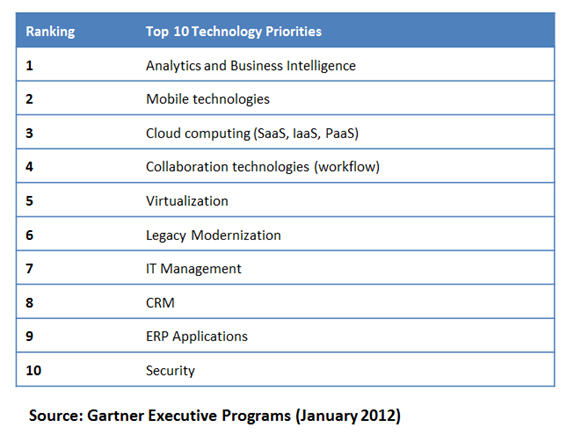 Ranking Top 10 Technology Priorities
1 Analytics and Business Intelligence
2 Mobile technologies
3 Cloud computing (SaaS, IaaS, PaaS)
4 Collaboration technologies (workflow)
5 Virtualization
6 Legacy Modernization
7 IT Management
8 CRM
9 ERP Applications
10 Security
Source: Gartner Executive Programs (January 2012)